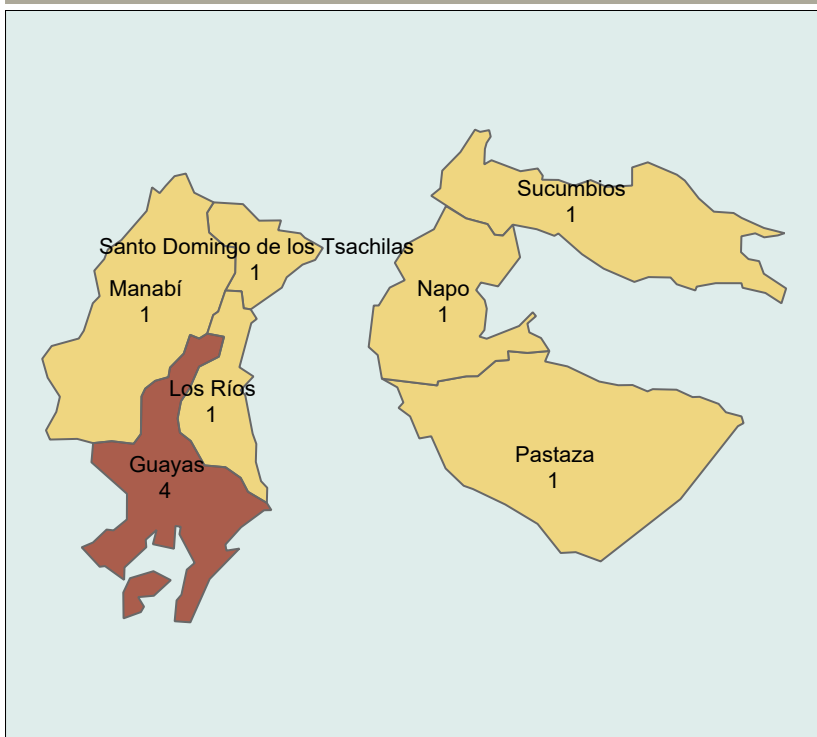 Sucumbios
1
Santo Domingo de los Tsachilas
1
Manabí
1
Napo
1
Los Ríos
1
Pastaza
1
Guayas
4